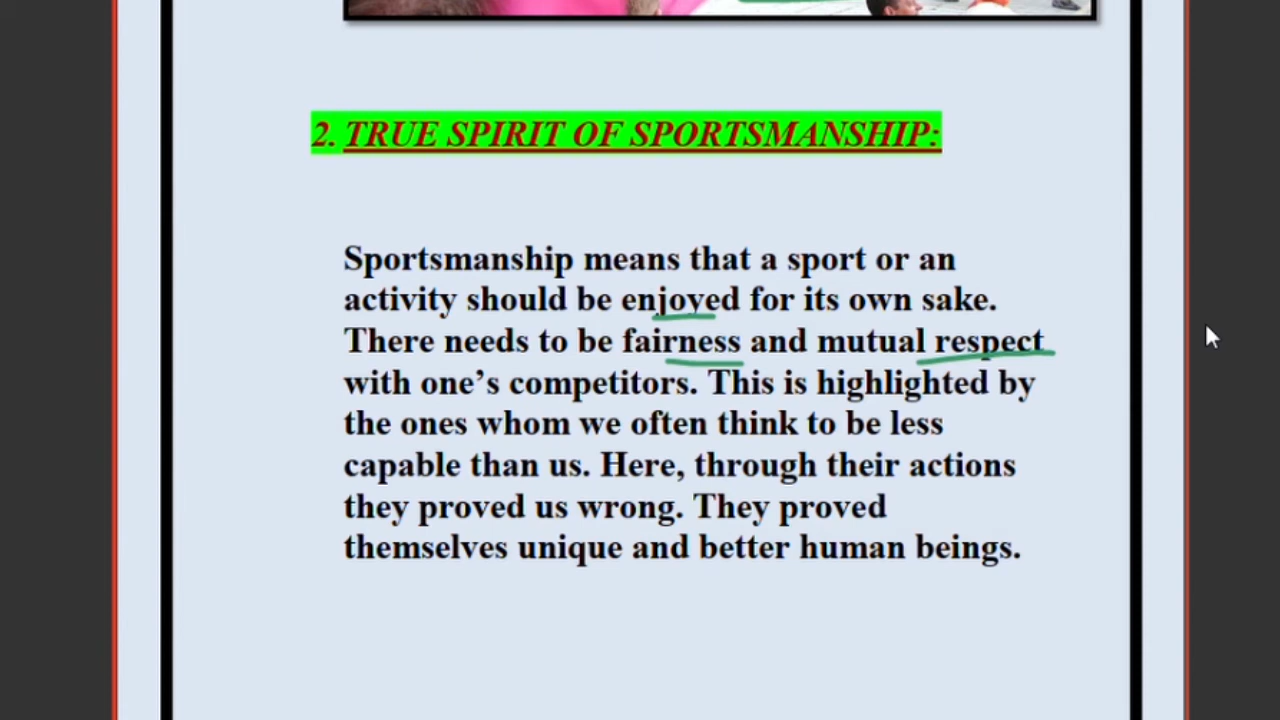 2. TRUE SPIRIT OF SPORTSMANSHIP:
Sportsmanship means that a sport or an
activity should be enjoyed for its own sake.
There needs to be fairness and mutual respect
with one’s competitors. This is highlighted by
the ones whom we often think to be less
capable than us. Here, through their actions
they proved us wrong. They proved
themselves unique and better human beings.